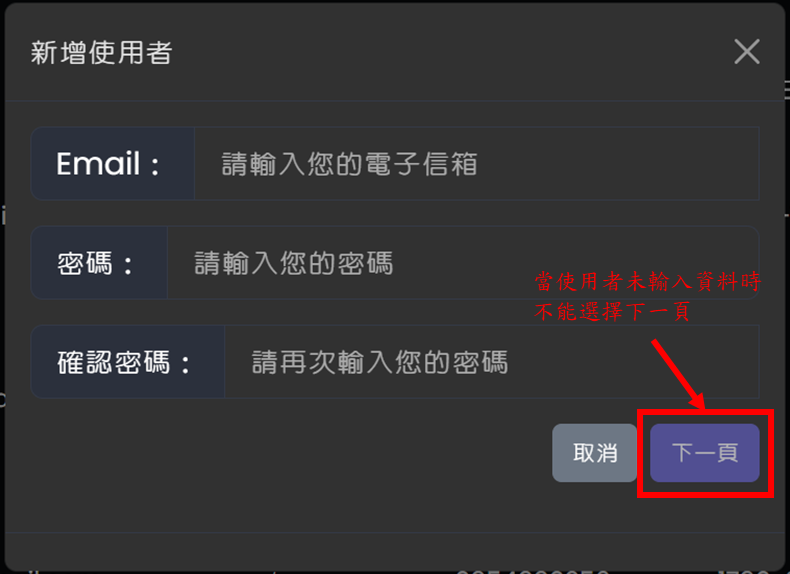 新增使用者
Email：
請輸入您的電子信箱
密碼：
請輸入您的密碼
當使用者未輸入資料時
不能選擇下一頁
確認密碼：
請再次輸入您的密碼
取消
下一頁